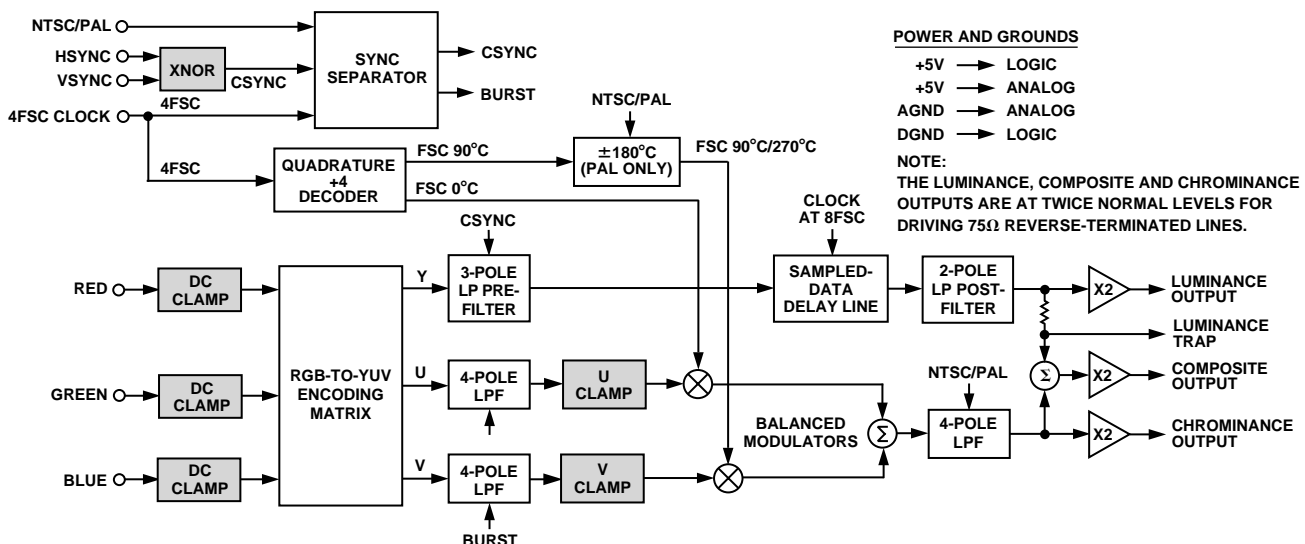 NTSC/PAL
HSYNC
VSYNC
XNOR
CSYNC
4FSC CLOCK
4FSC
SYNC
SEPARATOR
CSYNC
BURST
4FSC
QUADRATURE
+4
DECODER
FSC 90°C
FSC 0°C
NTSC/PAL
±180°C
(PAL ONLY)
FSC 90°C/270°C
POWER AND GROUNDS
+5V LOGIC
+5V ANALOG
AGND ANALOG
DGND LOGIC
NOTE:
THE LUMINANCE, COMPOSITE AND CHROMINANCE
OUTPUTS ARE AT TWICE NORMAL LEVELS FOR
DRIVING 75Ω REVERSE-TERMINATED LINES.
RED
DC
CLAMP
GREEN
DC
CLAMP
BLUE
DC
CLAMP
RGB-TO-YUV
ENCODING
MATRIX
Y
U
V
CSYNC
3-POLE
LP PRE-
FILTER
4-POLE
LPF
U
CLAMP
4-POLE
LPF
V
CLAMP
BURST
BALANCED
MODULATORS
Σ
CLOCK
AT 8FSC
SAMPLED-
DATA
DELAY LINE
2-POLE
LP POST-
FILTER
NTSC/PAL
4-POLE
LPF
Σ
X2
LUMINANCE
OUTPUT
LUMINANCE
TRAP
X2
COMPOSITE
OUTPUT
X2
CHROMINANCE
OUTPUT